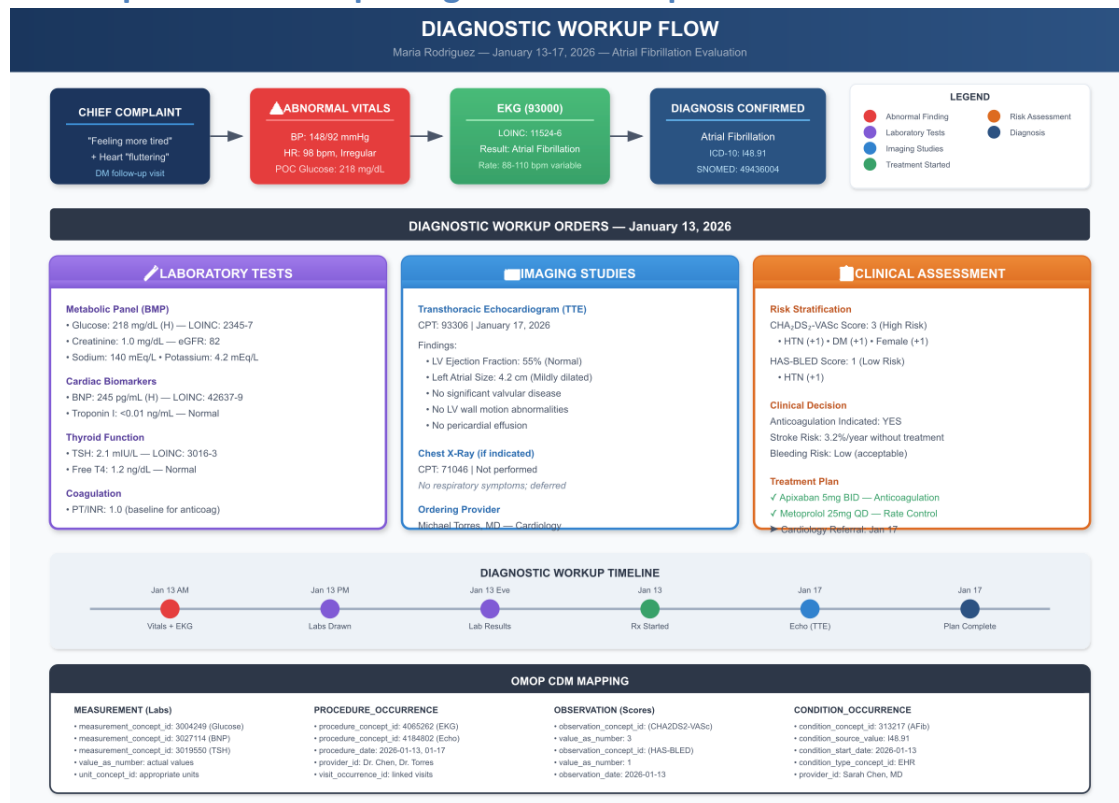 DIAGNOSTIC WORKUP FLOW
Maria Rodriguez — January 13-17, 2026 — Atrial Fibrillation Evaluation
CHIEF COMPLAINT
"Feeling more tired"
+ Heart "fluttering"
DM follow-up visit
ABNORMAL VITALS
BP: 148/92 mmHg
HR: 98 bpm, Irregular
POC Glucose: 218 mg/dL
EKG (93000)
LOINC: 11524-6
Result: Atrial Fibrillation
Rate: 88-110 bpm variable
DIAGNOSIS CONFIRMED
Atrial Fibrillation
ICD-10: I48.91
SNOMED: 49436004
LEGEND
Abnormal Finding
Laboratory Tests
Imaging Studies
Treatment Started
Risk Assessment
Diagnosis
DIAGNOSTIC WORKUP ORDERS — January 13, 2026
LABORATORY TESTS
Metabolic Panel (BMP)
• Glucose: 218 mg/dL (H) — LOINC: 2345-7
• Creatinine: 1.0 mg/dL — eGFR: 82
• Sodium: 140 mEq/L • Potassium: 4.2 mEq/L
Cardiac Biomarkers
• BNP: 245 pg/mL (H) — LOINC: 42637-9
• Troponin I: <0.01 ng/mL — Normal
Thyroid Function
• TSH: 2.1 mIU/L — LOINC: 3016-3
• Free T4: 1.2 ng/dL — Normal
Coagulation
• PT/INR: 1.0 (baseline for anticoag)
IMAGING STUDIES
Transthoracic Echocardiogram (TTE)
CPT: 93306 | January 17, 2026
Findings:
• LV Ejection Fraction: 55% (Normal)
• Left Atrial Size: 4.2 cm (Mildly dilated)
• No significant valvular disease
• No LV wall motion abnormalities
• No pericardial effusion
Chest X-Ray (if indicated)
CPT: 71046 | Not performed
No respiratory symptoms; deferred
Ordering Provider
Michael Torres, MD — Cardiology
CLINICAL ASSESSMENT
Risk Stratification
CHA₂DS₂-VASc Score: 3 (High Risk)
• HTN (+1) • DM (+1) • Female (+1)
HAS-BLED Score: 1 (Low Risk)
• HTN (+1)
Clinical Decision
Anticoagulation Indicated: YES
Stroke Risk: 3.2%/year without treatment
Bleeding Risk: Low (acceptable)
Treatment Plan
✓ Apixaban 5mg BID — Anticoagulation
✓ Metoprolol 25mg QD — Rate Control
► Cardiology Referral: Jan 17
DIAGNOSTIC WORKUP TIMELINE
Jan 13 AM
Vitals + EKG
Jan 13 PM
Labs Drawn
Jan 13 Eve
Lab Results
Jan 13
Rx Started
Jan 17
Echo (TTE)
Jan 17
Plan Complete
OMOP CDM MAPPING
MEASUREMENT (Labs)
• measurement_concept_id: 3004249 (Glucose)
• measurement_concept_id: 3027114 (BNP)
• measurement_concept_id: 3019550 (TSH)
• value_as_number: actual values
• unit_concept_id: appropriate units
PROCEDURE_OCCURRENCE
• procedure_concept_id: 4065262 (EKG)
• procedure_concept_id: 4184802 (Echo)
• procedure_date: 2026-01-13, 01-17
• provider_id: Dr. Chen, Dr. Torres
• visit_occurrence_id: linked visits
OBSERVATION (Scores)
• observation_concept_id: (CHA2DS2-VASc)
• value_as_number: 3
• observation_concept_id: (HAS-BLED)
• value_as_number: 1
• observation_date: 2026-01-13
CONDITION_OCCURRENCE
• condition_concept_id: 313217 (AFib)
• condition_source_value: I48.91
• condition_start_date: 2026-01-13
• condition_type_concept_id: EHR
• provider_id: Sarah Chen, MD